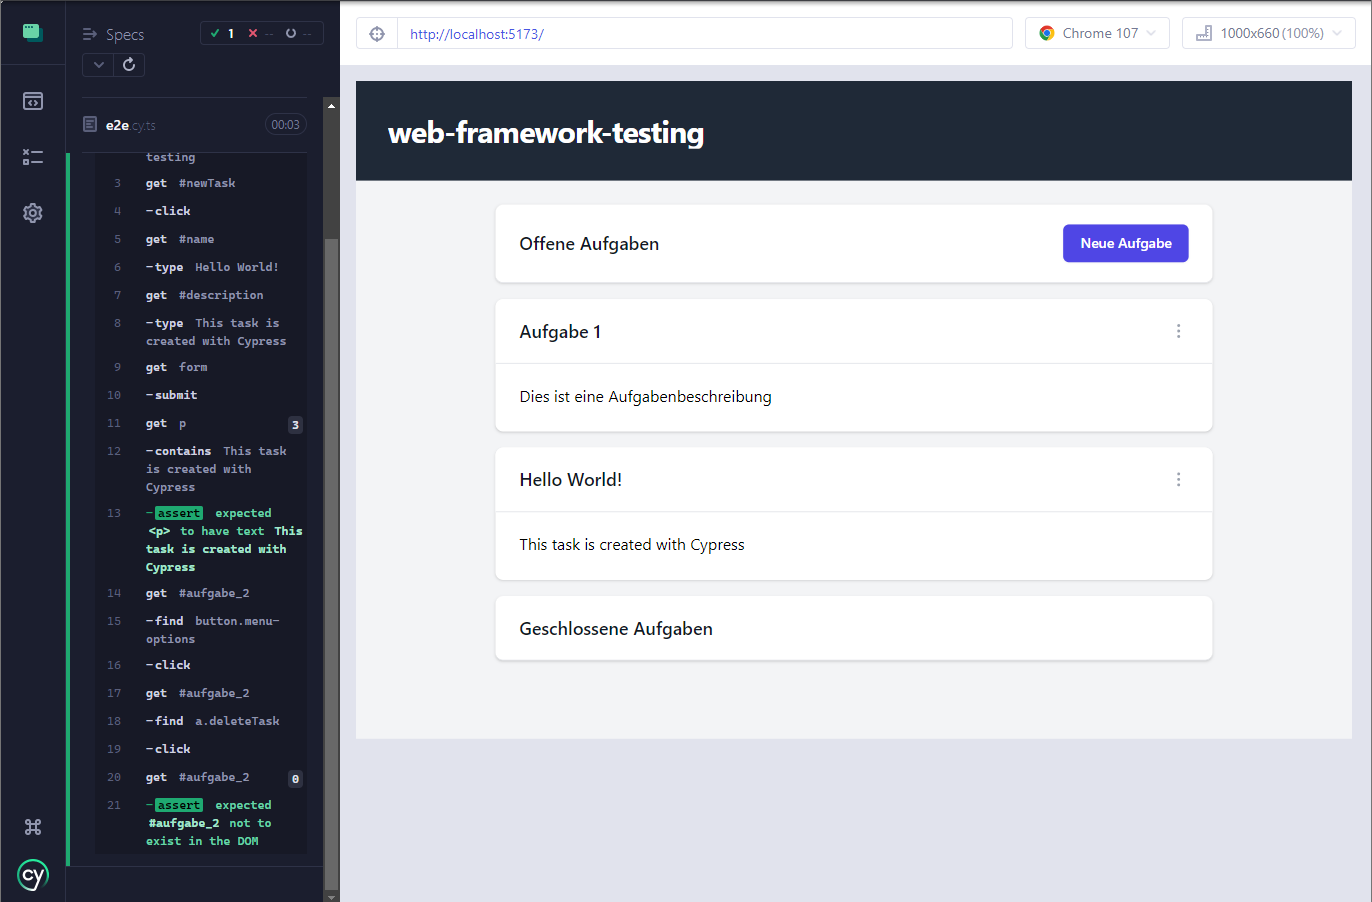 Specs
1 -- --
http://localhost:5173/
Chrome 107
1000x660 (100%)
e2e.cy.ts
00:03
testing
3 get #newTask
4 -click
5 get #name
6 -type Hello World!
7 get #description
8 -type This task is
created with Cypress
9 get form
10 -submit
11 get p 3
12 -contains This task
is created with
Cypress
13 -assert expected
<p> to have text This
task is created with
Cypress
14 get #aufgabe_2
15 -find button.menu-
options
16 -click
17 get #aufgabe_2
18 -find a.deleteTask
19 -click
20 get #aufgabe_2 0
21 -assert expected
#aufgabe_2 not to
exist in the DOM
cy
web-framework-testing
Offene Aufgaben
Neue Aufgabe
Aufgabe 1
Dies ist eine Aufgabenbeschreibung
Hello World!
This task is created with Cypress
Geschlossene Aufgaben